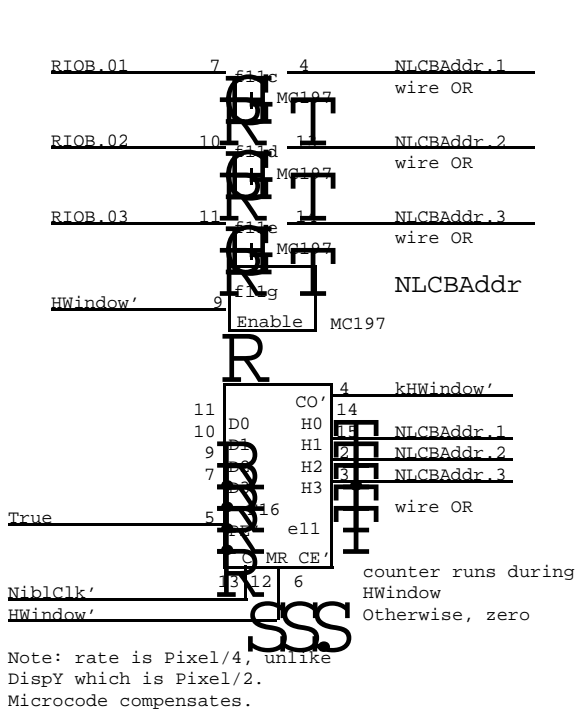 RIOB.01 7 4 NLCBAddr.1
f11c
wire OR
MC197
G T
R
RIOB.02 10 NLCBAddr.2
f11d
wire OR
MC197
G T
R
RIOB.03 11 NLCBAddr.3
f11e
wire OR
MC197
G T
R
f11g
NLCBAddr
HWindow' 9
Enable MC197
R
4 kHWindow'
CO'
11 14
D0 H0 T
10 15 NLCBAddr.1
D1 H1
9 2 NLCBAddr.2
H2
7 3 NLCBAddr.3
H3
wire OR
True 5
e11
MR CE'
R
13 12 6
counter runs during
NiblClk' HWindow
HWindow' Otherwise, zero
SSS
Note: rate is Pixel/4, unlike
DispY which is Pixel/2.
Microcode compensates.